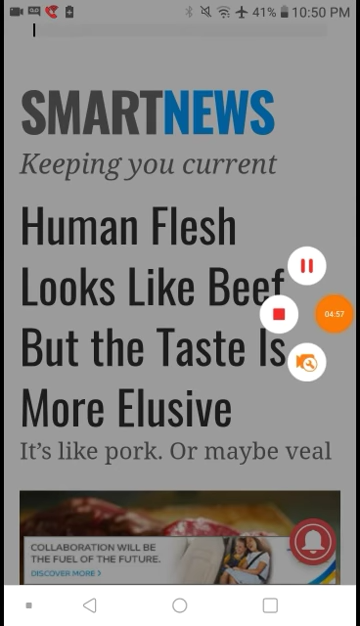 41% 10:50 PM
SMARTNEWS
Keeping you current
Human Flesh
Looks Like Beef
But the Taste Is
More Elusive
04:57
It's like pork. Or maybe veal
COLLABORATION WILL BE
THE FUEL OF THE FUTURE.
DISCOVER MORE >